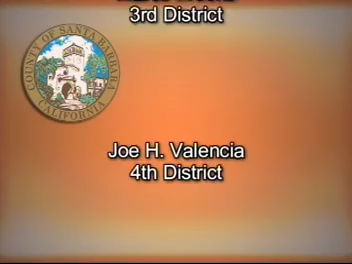 3rd District
COUNTY OF SANTA BARBARA
CALIFORNIA
Joe H. Valencia
4th District